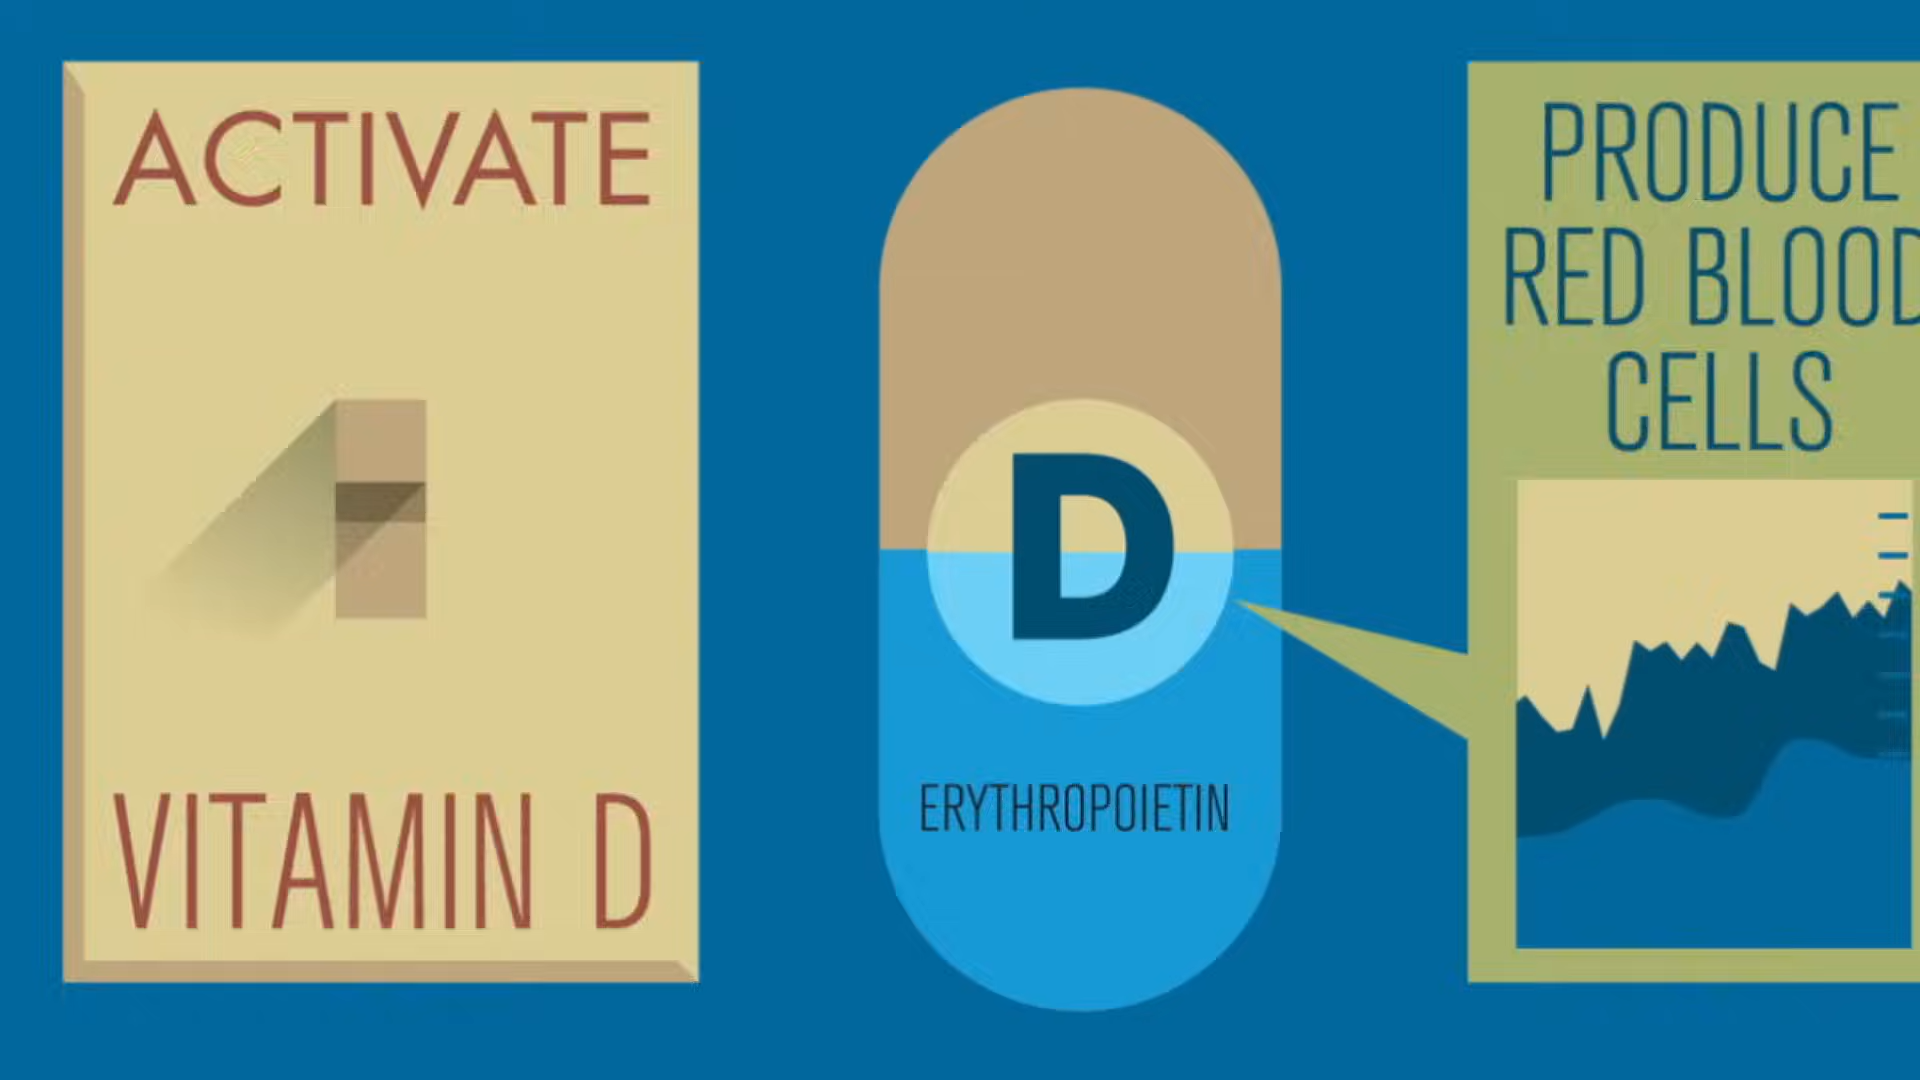 ACTIVATE
VITAMIN D
D
ERYTHROPOIETIN
PRODUCE
RED BLOOD
CELLS